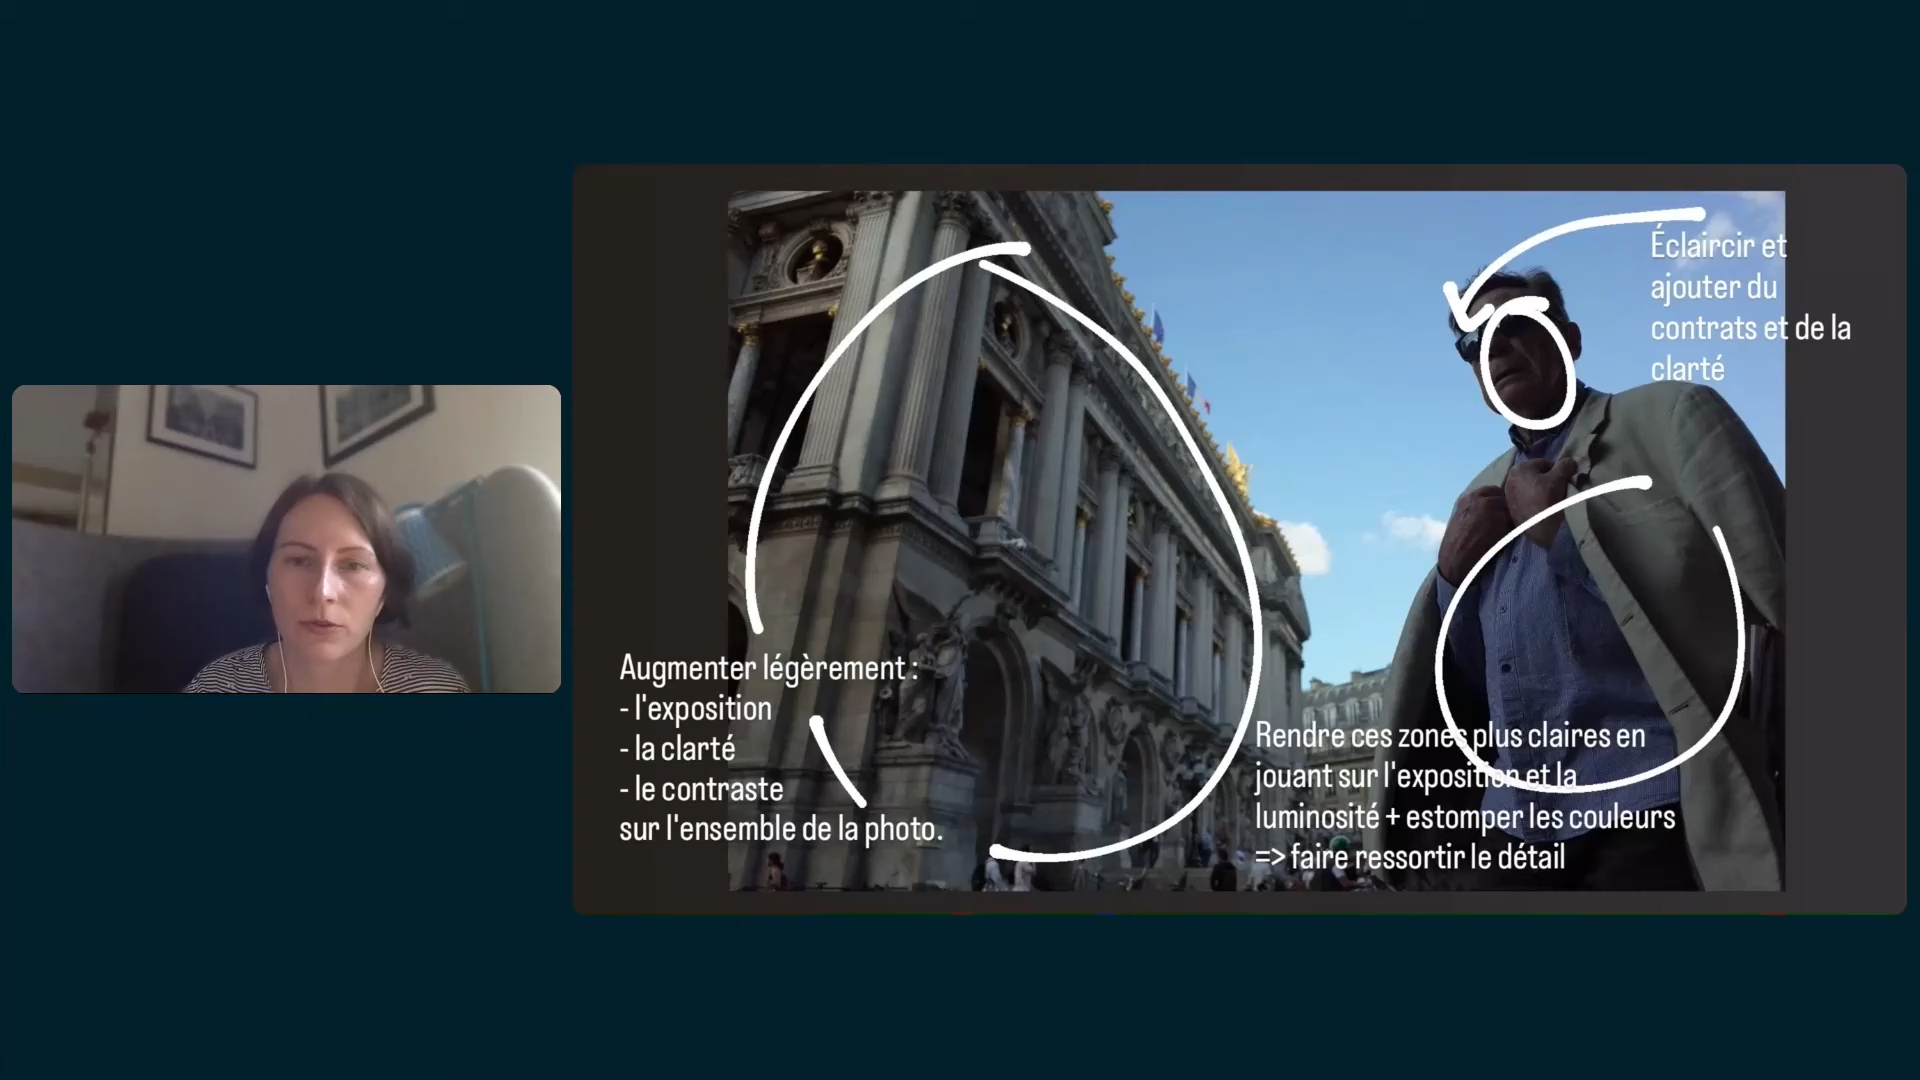 Augmenter légèrement :
- l'exposition
- la clarté
- le contraste
sur l'ensemble de la photo.
Éclaircir et
ajouter du
contrats et de la
clarté
Rendre ces zones plus claires en
jouant sur l'exposition et la
luminosité + estomper les couleurs
=> faire ressortir le détail